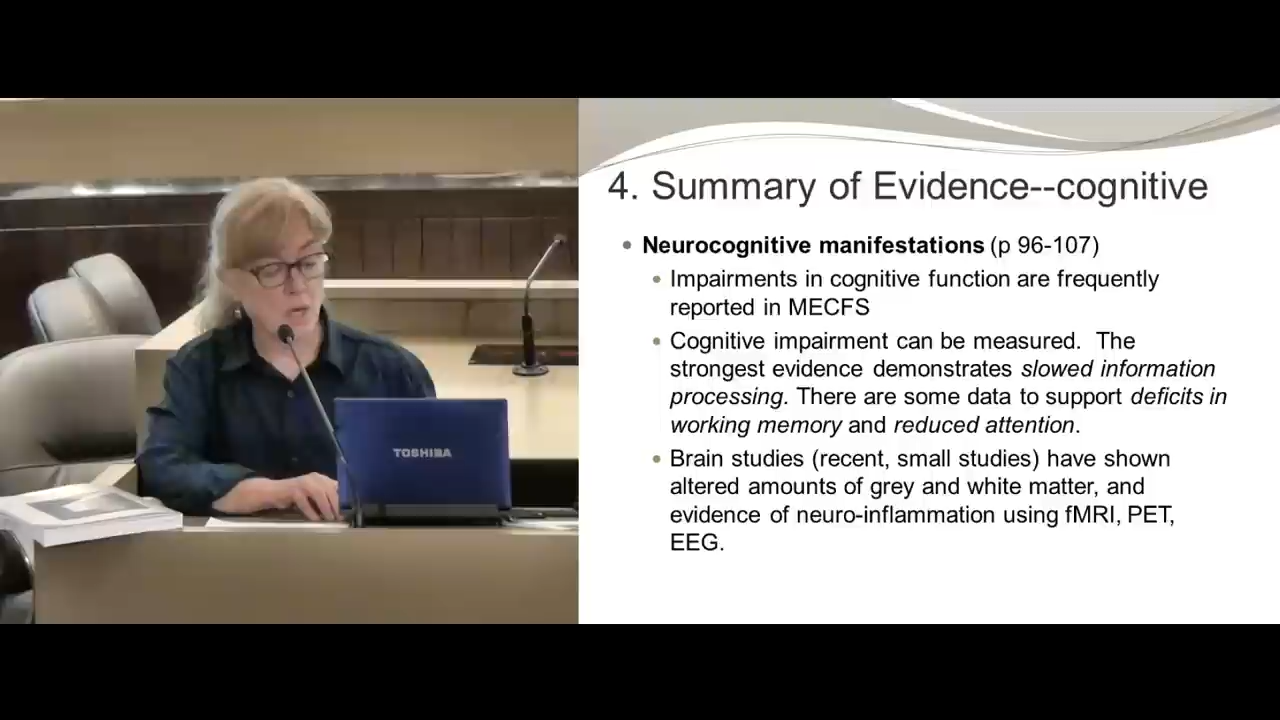 4. Summary of Evidence--cognitive
• Neurocognitive manifestations (p 96-107)
• Impairments in cognitive function are frequently
reported in MECFS
• Cognitive impairment can be measured.  The
strongest evidence demonstrates slowed information
processing. There are some data to support deficits in
working memory and reduced attention.
• Brain studies (recent, small studies) have shown
altered amounts of grey and white matter, and
evidence of neuro-inflammation using fMRI, PET,
EEG.
TOSHIBA